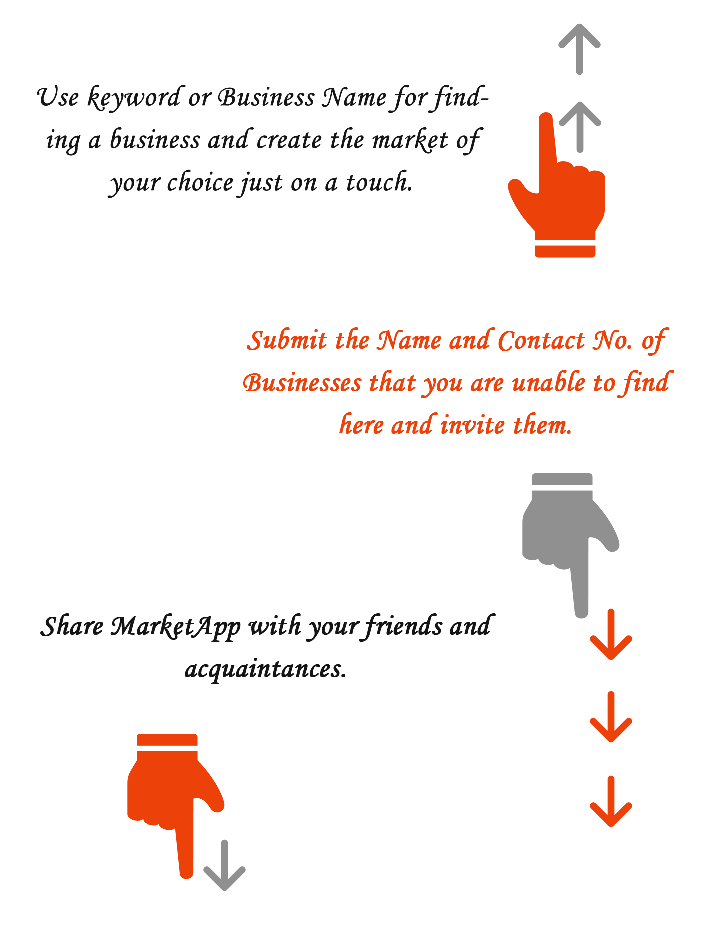 Use keyword or Business Name for find-
ing a business and create the market of
your choice just on a touch.
Submit the Name and Contact No. of
Businesses that you are unable to find
here and invite them.
Share MarketApp with your friends and
acquaintances.